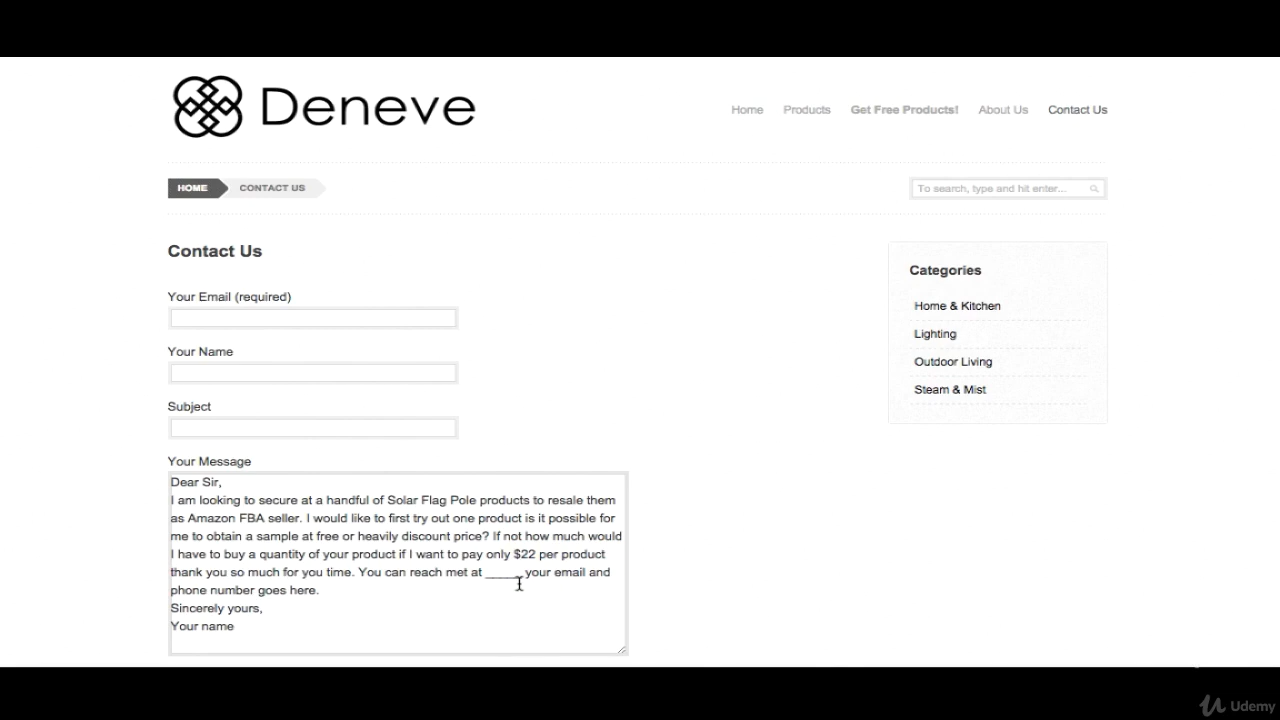 Deneve
Home Products Get Free Products! About Us Contact Us
HOME CONTACT US
To search, type and hit enter...
Contact Us
Your Email (required)
Your Name
Subject
Your Message
Dear Sir,
I am looking to secure at a handful of Solar Flag Pole products to resale them
as Amazon FBA seller. I would like to first try out one product is it possible for
me to obtain a sample at free or heavily discount price? If not how much would
I have to buy a quantity of your product if I want to pay only $22 per product
thank you so much for you time. You can reach met at ______ your email and
phone number goes here.
Sincerely yours,
Your name
Categories
Home & Kitchen
Lighting
Outdoor Living
Steam & Mist
Udemy